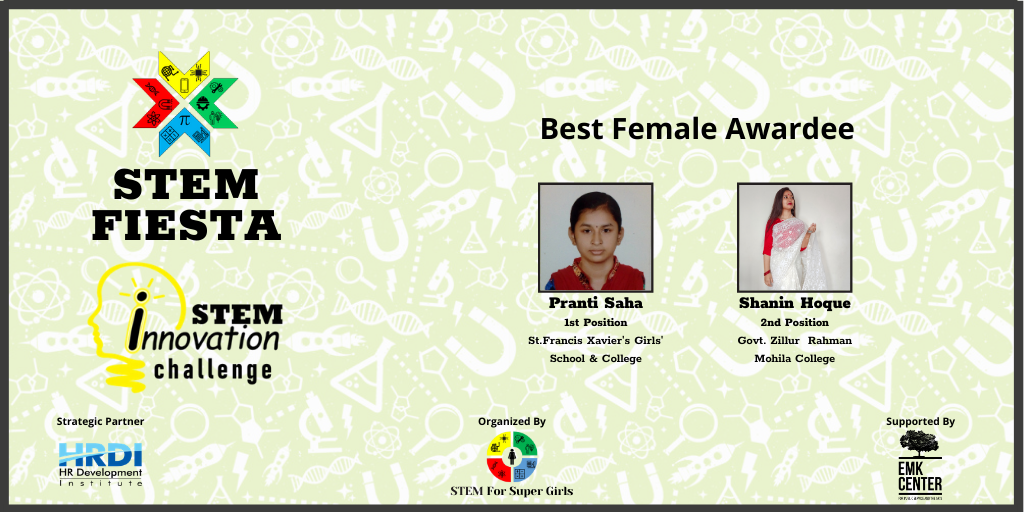 STEM
FIESTA
STEM
innovation
challenge
Best Female Awardee
Pranti Saha
1st Position
St.Francis Xavier's Girls'
School & College
Shanin Hoque
2nd Position
Govt. Zillur Rahman
Mohila College
Strategic Partner
HRDI
HR Development
Institute
Organized By
STEM For Super Girls
Supported By
EMK
CENTER